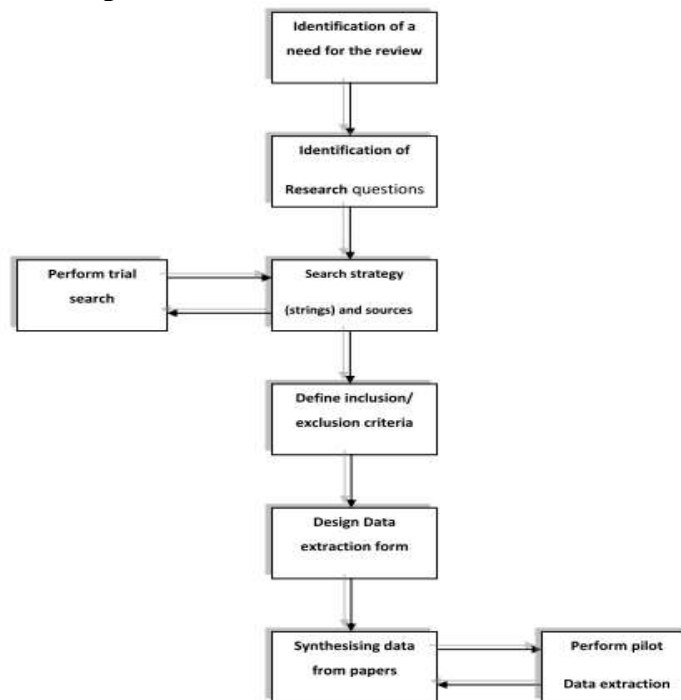 Identification of a
need for the review
Identification of
Research questions
Perform trial
search
Search strategy
(strings) and sources
Define inclusion/
exclusion criteria
Design Data
extraction form
Synthesising data
from papers
Perform pilot
Data extraction